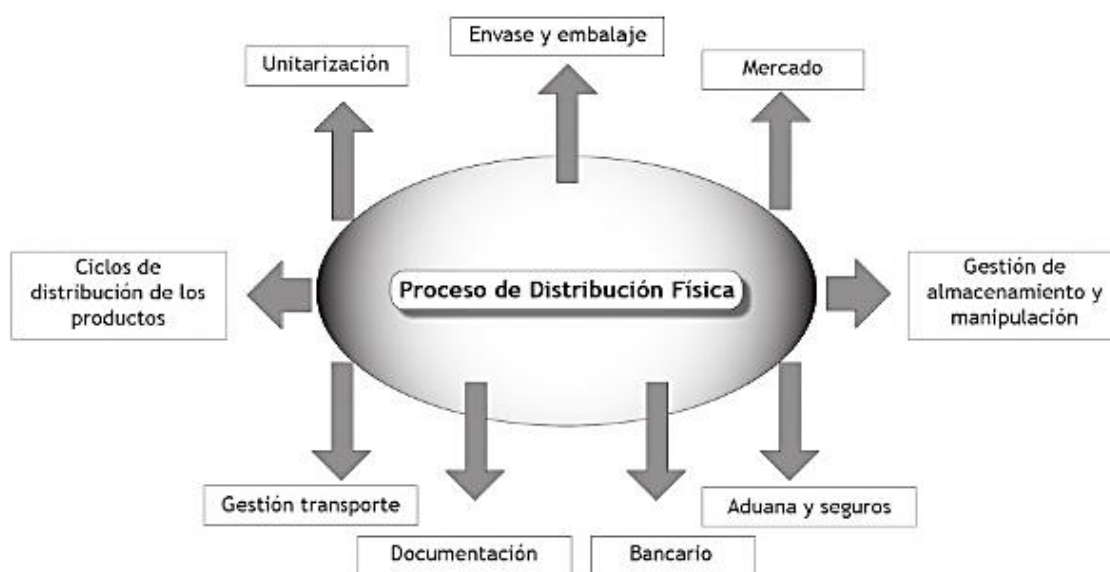 Envase y embalaje
Unitarización
Mercado
Ciclos de
distribución de los
productos
Proceso de Distribución Física
Gestión de
almacenamiento y
manipulación
Gestión transporte
Aduana y seguros
Documentación
Bancario